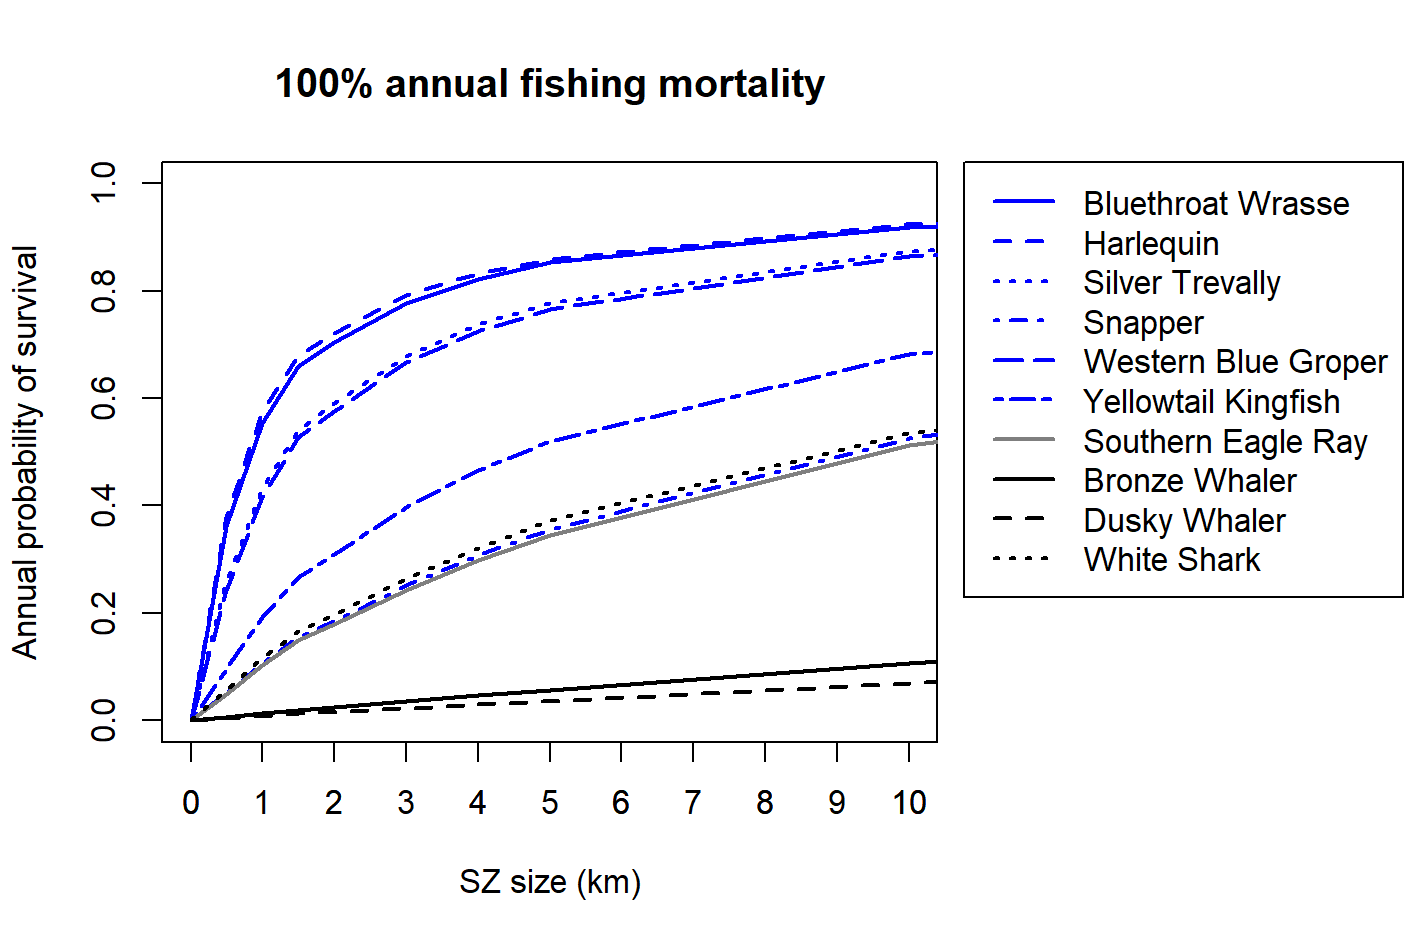 100% annual fishing mortality
Annual probability of survival
1.0
0.8
0.6
0.4
0.2
0.0
0 1 2 3 4 5 6 7 8 9 10
SZ size (km)
Bluethroat Wrasse
Harlequin
Silver Trevally
Snapper
Western Blue Groper
Yellowtail Kingfish
Southern Eagle Ray
Bronze Whaler
Dusky Whaler
White Shark